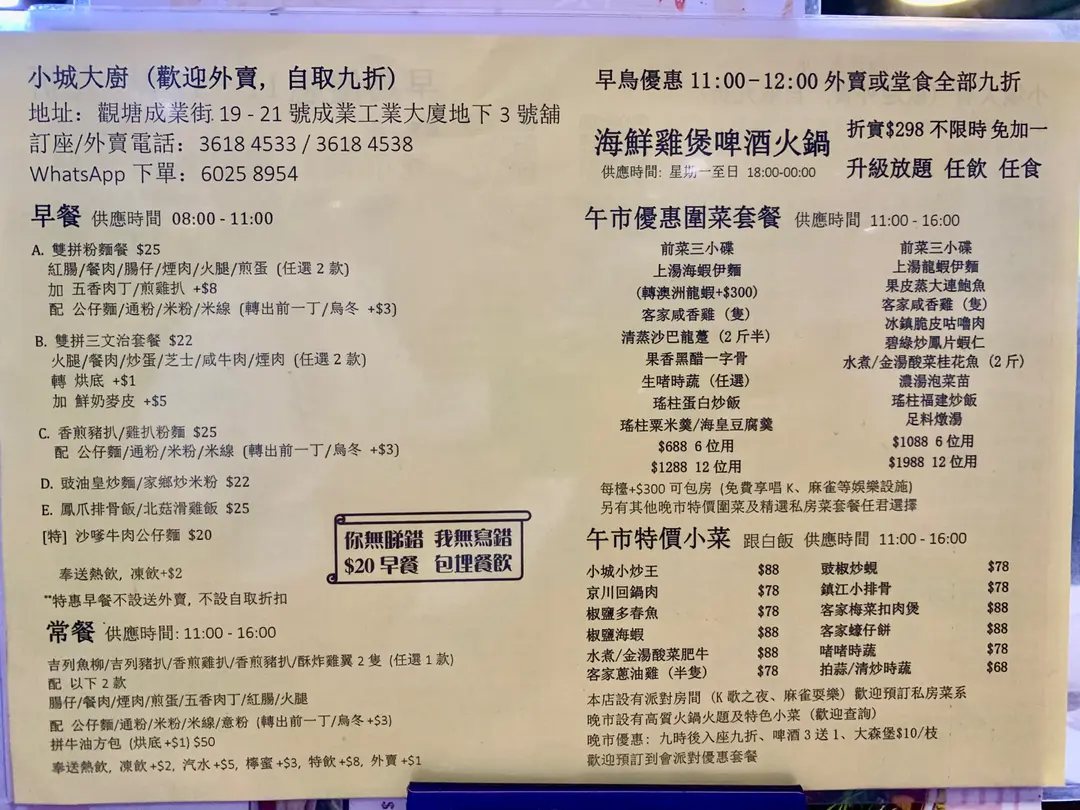 小城大廚（歡迎外賣，自取九折）
地址：觀塘成業街 19 - 21 號成業工業大廈地下 3 號舖
訂座/外賣電話：3618 4533 / 3618 4538
WhatsApp 下單：6025 8954
早餐 供應時間 08:00 - 11:00
A. 雙拼粉麵餐 $25
紅腸/餐肉/腸仔/煙肉/火腿/煎蛋（任選 2 款）
加 五香肉丁/煎雞扒 +$8
配 公仔麵/通粉/米粉/米線（轉出前一丁/烏冬 +$3）
B. 雙拼三文治套餐 $22
火腿/餐肉/炒蛋/芝士/咸牛肉/煙肉（任選 2 款）
轉 烘底 +$1
加 鮮奶麥皮 +$5
C. 香煎豬扒/雞扒粉麵 $25
配 公仔麵/通粉/米粉/米線（轉出前一丁/烏冬 +$3）
D. 豉油皇炒麵/家鄉炒米粉 $22
E. 鳳爪排骨飯/北菇滑雞飯 $25
[特] 沙嗲牛肉公仔麵 $20
奉送熱飲, 凍飲+$2
**特惠早餐不設送外賣, 不設自取折扣
你無睇錯 我無寫錯
$20 早餐 包埋餐飲
常餐 供應時間: 11:00 - 16:00
吉列魚柳/吉列豬扒/香煎雞扒/香煎豬扒/酥炸雞翼 2 隻（任選 1 款）
配 以下 2 款
腸仔/餐肉/煙肉/煎蛋/五香肉丁/紅腸/火腿
配 公仔麵/通粉/米粉/米線/意粉（轉出前一丁/烏冬 +$3）
拼牛油方包（烘底 +$1) $50
奉送熱飲, 凍飲 +$2, 汽水 +$5, 檸蜜 +$3, 特飲 +$8, 外賣 +$1
早鳥優惠 11:00 - 12:00 外賣或堂食全部九折
海鮮雞煲啤酒火鍋
折實$298 不限時 免加一
供應時間: 星期一至日 18:00-00:00
升級放題 任飲 任食
午市優惠圍菜套餐 供應時間 11:00 - 16:00
前菜三小碟
上湯海蝦伊麵
(轉澳洲龍蝦+$300)
客家咸香雞（隻）
清蒸沙巴龍躉（2 斤半）
果香黑醋一字骨
生啫時蔬（任選）
瑤柱蛋白炒飯
瑤柱粟米羹/海皇豆腐羹
$688 6 位用
$1288 12 位用
前菜三小碟
上湯龍蝦伊麵
果皮蒸大連鮑魚
客家咸香雞（隻）
冰鎮脆皮咕嚕肉
碧綠炒鳳片蝦仁
水煮/金湯酸菜桂花魚（2 斤）
濃湯泡菜苗
瑤柱福建炒飯
足料燉湯
$1088 6 位用
$1988 12 位用
每檯+$300 可包房（免費享唱 K、麻雀等娛樂設施）
另有其他晚市特價圍菜及精選私房菜套餐任君選擇
午市特價小菜 跟白飯 供應時間 11:00 - 16:00
小城小炒王 $88
京川回鍋肉 $78
椒鹽多春魚 $78
椒鹽海蝦 $88
水煮/金湯酸菜肥牛 $88
客家蔥油雞（半隻） $78
豉椒炒蜆 $78
鎮江小排骨 $78
客家梅菜扣肉煲 $88
客家蠔仔餅 $88
啫啫時蔬 $78
拍蒜/清炒時蔬 $68
本店設有派對房間（K 歌之夜、麻雀耍樂）歡迎預訂私房菜系
晚市設有高質火鍋火題及特色小菜（歡迎查詢）
晚市優惠：九時後入座九折、啤酒 3 送 1、大森堡$10/枝
歡迎預訂到會派對優惠套餐